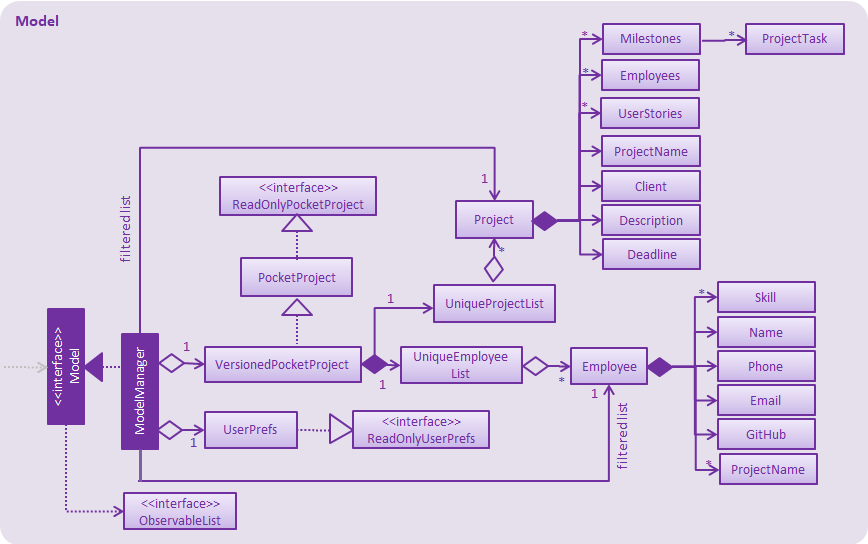 Model
Milestones
*
*
ProjectTask
Employees
*
UserStories
*
ProjectName
Client
Description
Deadline
<<interface>>
ReadOnlyPocketProject
filtered list
1
Project
*
PocketProject
UniqueProjectList
1
<<interface>>
Model
ModelManager
1
VersionedPocketProject
UniqueEmployee
List
1
*
Employee
1
filtered list
*
Skill
Name
Phone
Email
GitHub
*
ProjectName
1
UserPrefs
<<interface>>
ReadOnlyUserPrefs
<<interface>>
ObservableList